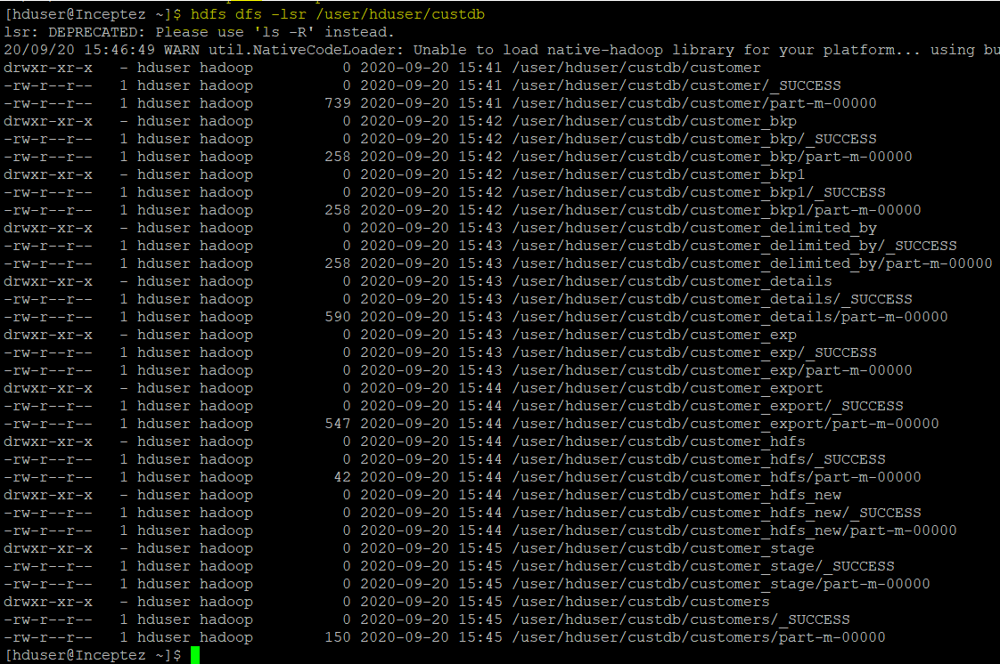 [hduser@Inceptez ~]$ hdfs dfs -lsr /user/hduser/custdb
lsr: DEPRECATED: Please use 'ls -R' instead.
20/09/20 15:46:49 WARN util.NativeCodeLoader: Unable to load native-hadoop library for your platform... using bu
drwxr-xr-x   - hduser hadoop          0 2020-09-20 15:41 /user/hduser/custdb/customer
-rw-r--r--   1 hduser hadoop          0 2020-09-20 15:41 /user/hduser/custdb/customer/_SUCCESS
-rw-r--r--   1 hduser hadoop        739 2020-09-20 15:41 /user/hduser/custdb/customer/part-m-00000
drwxr-xr-x   - hduser hadoop          0 2020-09-20 15:42 /user/hduser/custdb/customer_bkp
-rw-r--r--   1 hduser hadoop          0 2020-09-20 15:42 /user/hduser/custdb/customer_bkp/_SUCCESS
-rw-r--r--   1 hduser hadoop        258 2020-09-20 15:42 /user/hduser/custdb/customer_bkp/part-m-00000
drwxr-xr-x   - hduser hadoop          0 2020-09-20 15:42 /user/hduser/custdb/customer_bkp1
-rw-r--r--   1 hduser hadoop          0 2020-09-20 15:42 /user/hduser/custdb/customer_bkp1/_SUCCESS
-rw-r--r--   1 hduser hadoop        258 2020-09-20 15:42 /user/hduser/custdb/customer_bkp1/part-m-00000
drwxr-xr-x   - hduser hadoop          0 2020-09-20 15:43 /user/hduser/custdb/customer_delimited_by
-rw-r--r--   1 hduser hadoop          0 2020-09-20 15:43 /user/hduser/custdb/customer_delimited_by/_SUCCESS
-rw-r--r--   1 hduser hadoop        258 2020-09-20 15:43 /user/hduser/custdb/customer_delimited_by/part-m-00000
drwxr-xr-x   - hduser hadoop          0 2020-09-20 15:43 /user/hduser/custdb/customer_details
-rw-r--r--   1 hduser hadoop          0 2020-09-20 15:43 /user/hduser/custdb/customer_details/_SUCCESS
-rw-r--r--   1 hduser hadoop        590 2020-09-20 15:43 /user/hduser/custdb/customer_details/part-m-00000
drwxr-xr-x   - hduser hadoop          0 2020-09-20 15:43 /user/hduser/custdb/customer_exp
-rw-r--r--   1 hduser hadoop          0 2020-09-20 15:43 /user/hduser/custdb/customer_exp/_SUCCESS
-rw-r--r--   1 hduser hadoop          0 2020-09-20 15:43 /user/hduser/custdb/customer_exp/part-m-00000
drwxr-xr-x   - hduser hadoop          0 2020-09-20 15:44 /user/hduser/custdb/customer_export
-rw-r--r--   1 hduser hadoop          0 2020-09-20 15:44 /user/hduser/custdb/customer_export/_SUCCESS
-rw-r--r--   1 hduser hadoop        547 2020-09-20 15:44 /user/hduser/custdb/customer_export/part-m-00000
drwxr-xr-x   - hduser hadoop          0 2020-09-20 15:44 /user/hduser/custdb/customer_hdfs
-rw-r--r--   1 hduser hadoop          0 2020-09-20 15:44 /user/hduser/custdb/customer_hdfs/_SUCCESS
-rw-r--r--   1 hduser hadoop         42 2020-09-20 15:44 /user/hduser/custdb/customer_hdfs/part-m-00000
drwxr-xr-x   - hduser hadoop          0 2020-09-20 15:44 /user/hduser/custdb/customer_hdfs_new
-rw-r--r--   1 hduser hadoop          0 2020-09-20 15:44 /user/hduser/custdb/customer_hdfs_new/_SUCCESS
-rw-r--r--   1 hduser hadoop          0 2020-09-20 15:44 /user/hduser/custdb/customer_hdfs_new/part-m-00000
drwxr-xr-x   - hduser hadoop          0 2020-09-20 15:45 /user/hduser/custdb/customer_stage
-rw-r--r--   1 hduser hadoop          0 2020-09-20 15:45 /user/hduser/custdb/customer_stage/_SUCCESS
-rw-r--r--   1 hduser hadoop          0 2020-09-20 15:45 /user/hduser/custdb/customer_stage/part-m-00000
drwxr-xr-x   - hduser hadoop          0 2020-09-20 15:45 /user/hduser/custdb/customers
-rw-r--r--   1 hduser hadoop          0 2020-09-20 15:45 /user/hduser/custdb/customers/_SUCCESS
-rw-r--r--   1 hduser hadoop        150 2020-09-20 15:45 /user/hduser/custdb/customers/part-m-00000
[hduser@Inceptez ~]$